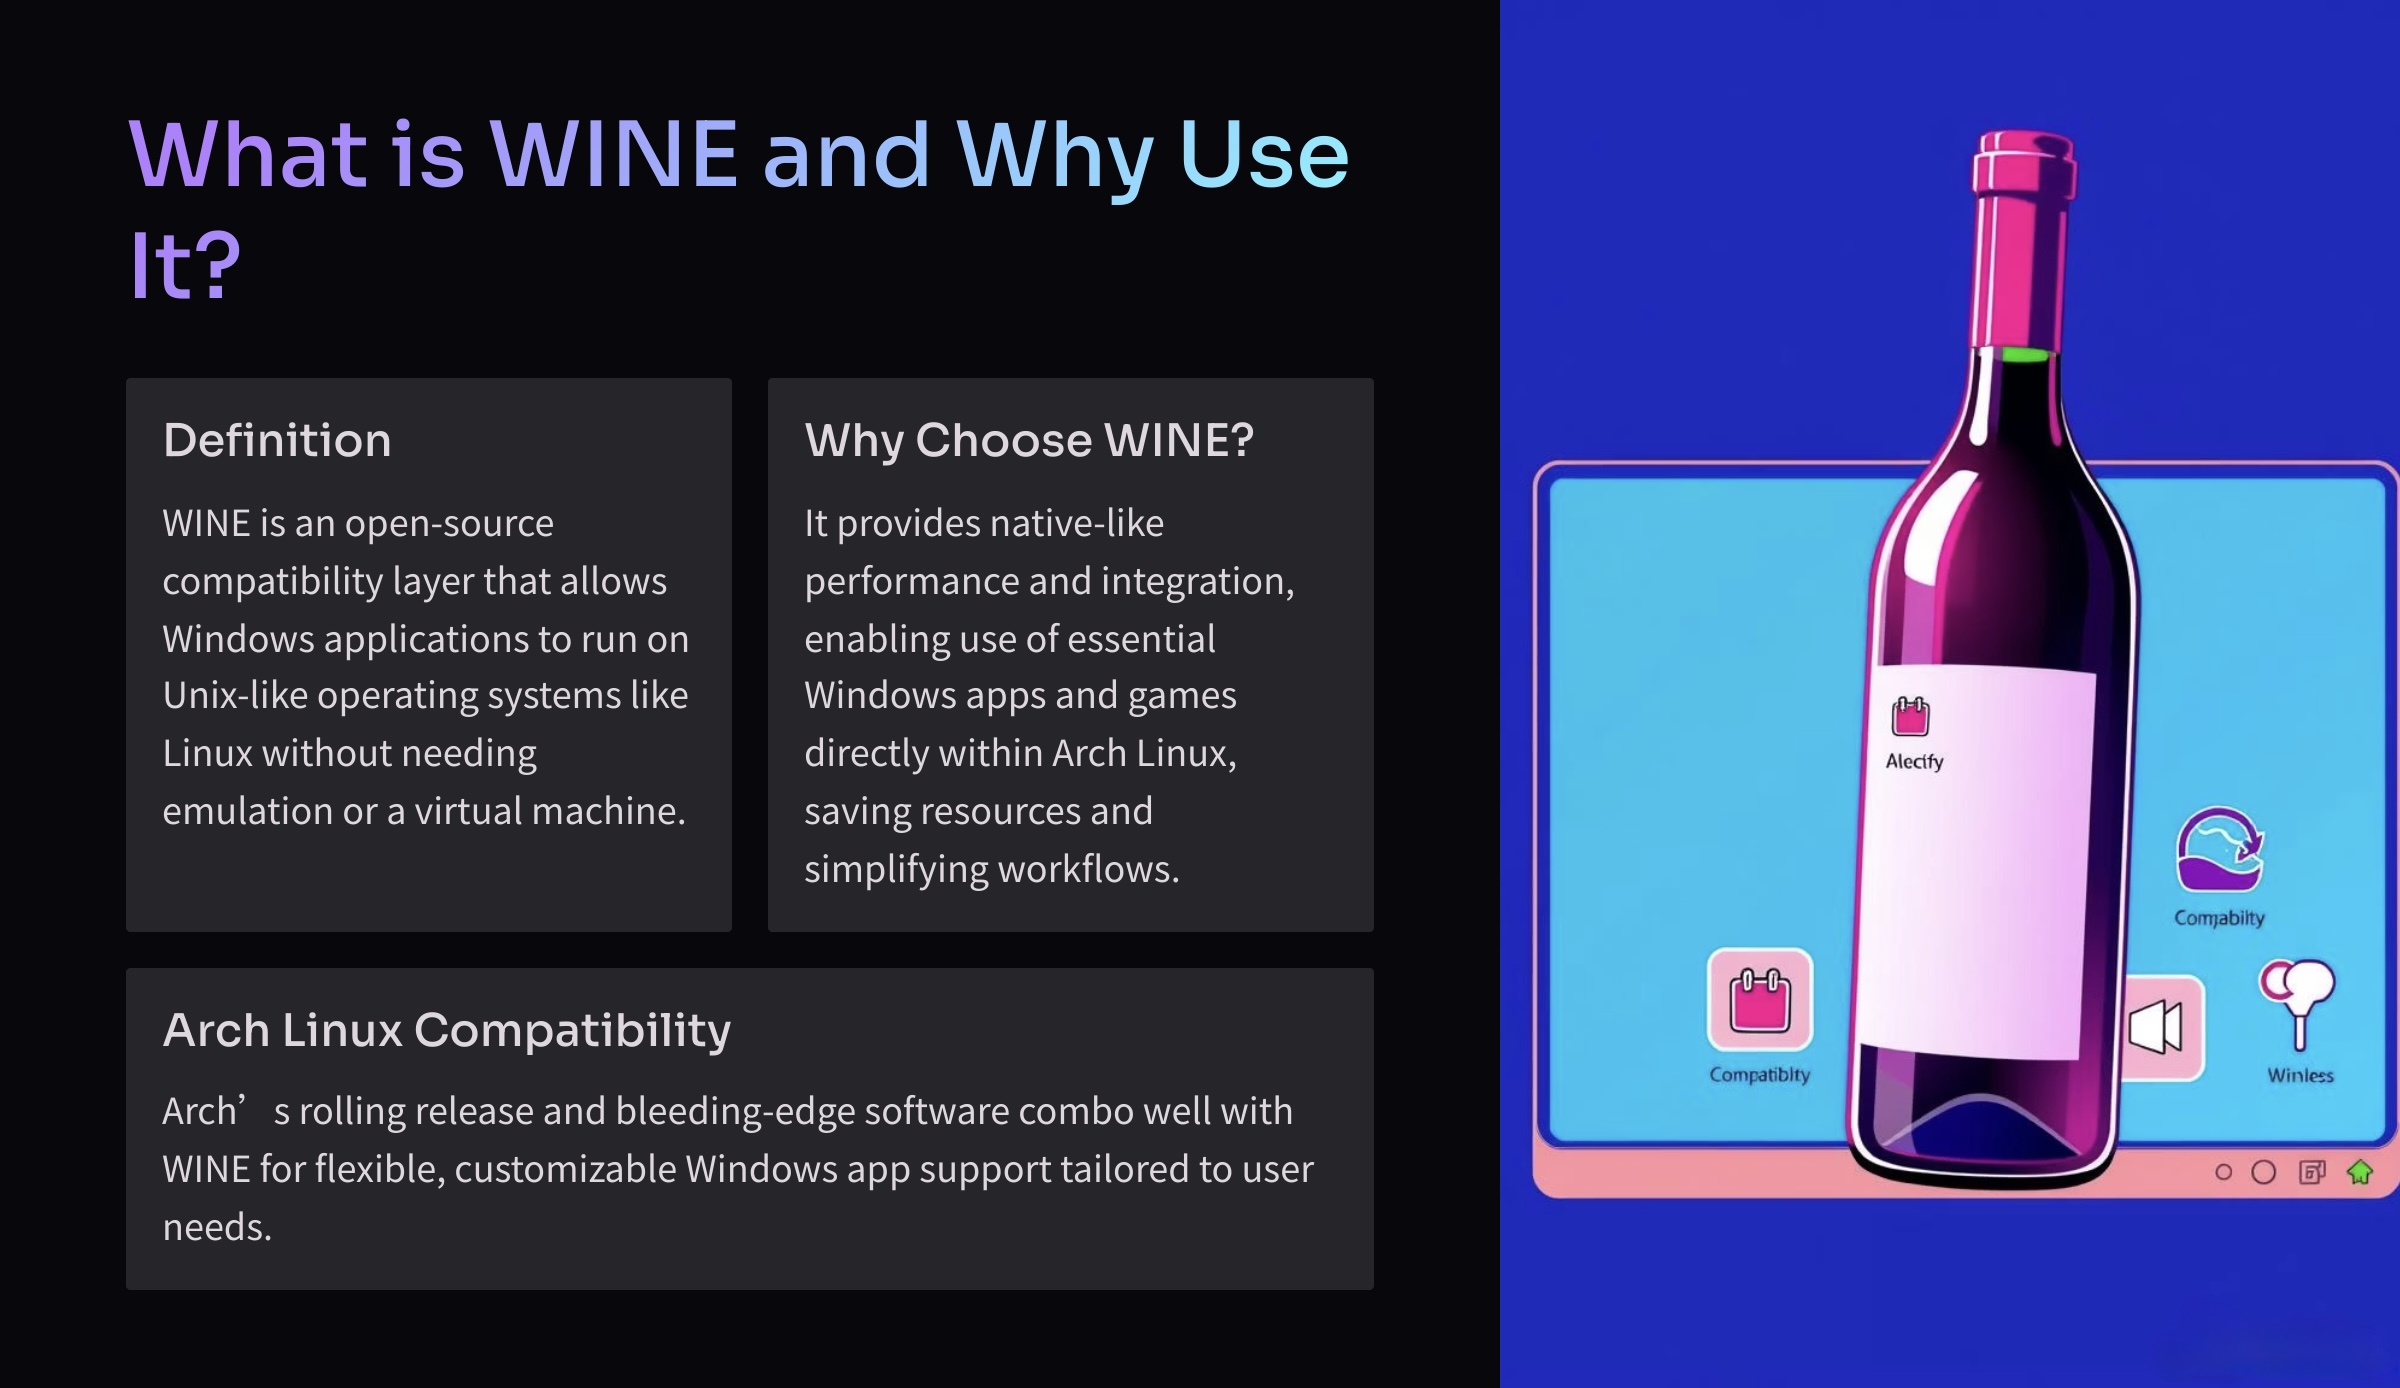 What is WINE and Why Use
It?
Definition
WINE is an open-source
compatibility layer that allows
Windows applications to run on
Unix-like operating systems like
Linux without needing
emulation or a virtual machine.
Why Choose WINE?
It provides native-like
performance and integration,
enabling use of essential
Windows apps and games
directly within Arch Linux,
saving resources and
simplifying workflows.
Arch Linux Compatibility
Arch’s rolling release and bleeding-edge software combo well with
WINE for flexible, customizable Windows app support tailored to user
needs.
Alecify
Comjabilty
Compatiblty
Winless